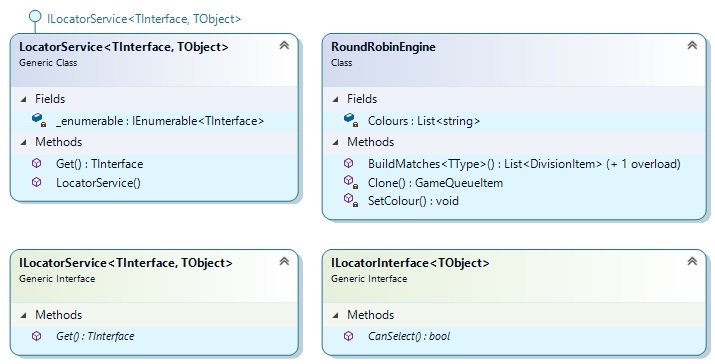 ILocatorService<TInterface, TObject>
LocatorService<TInterface, TObject>
Generic Class
Fields
_enumerable : IEnumerable<TInterface>
Methods
Get() : TInterface
LocatorService()
RoundRobinEngine
Class
Fields
Colours : List<string>
Methods
BuildMatches<TType>() : List<DivisionItem> (+ 1 overload)
Clone() : GameQueueItem
SetColour() : void
ILocatorService<TInterface, TObject>
Generic Interface
Methods
Get() : TInterface
ILocatorInterface<TObject>
Generic Interface
Methods
CanSelect() : bool